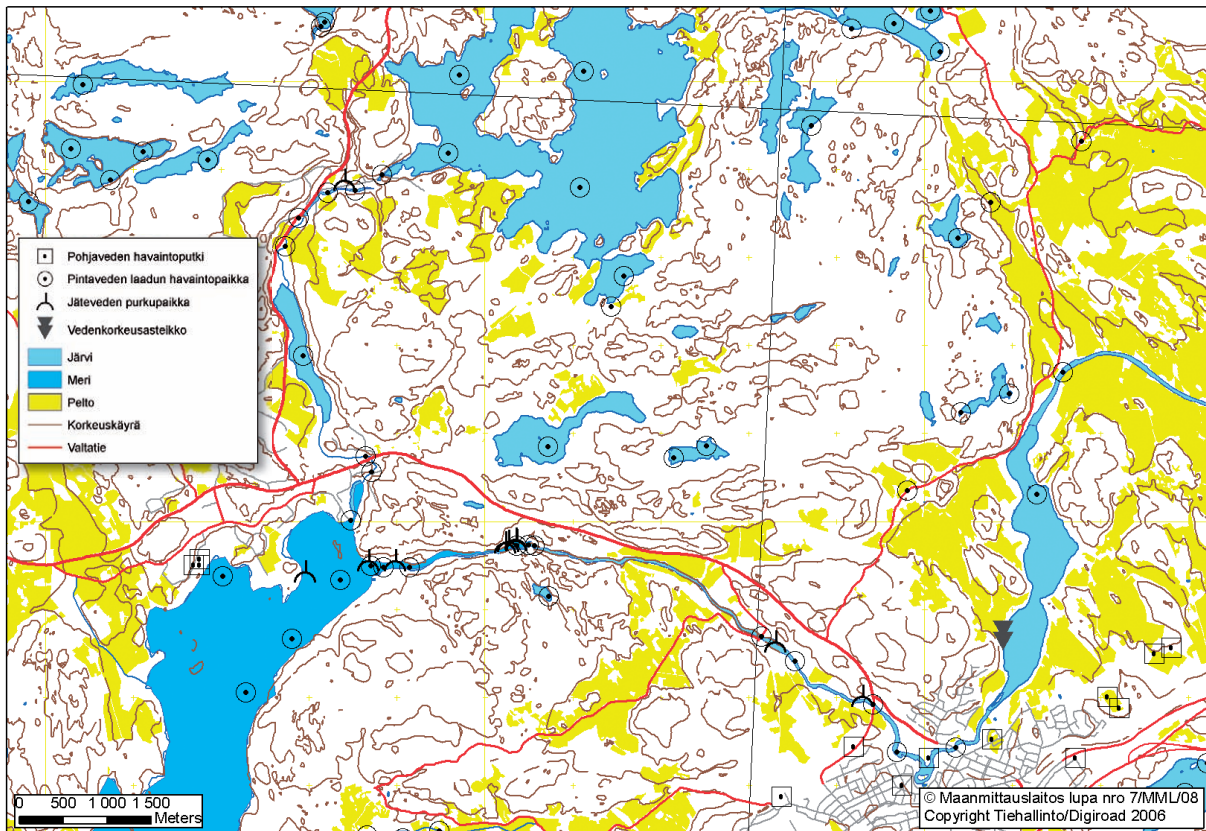 Pohjaveden havaintoputki
Pintaveden laadun havaintopaikka
Jäteveden purkupaikka
Vedenkorkeusasteikko
Järvi
Meri
Pelto
Korkeuskäyrä
Valtatie
0 500 1 000 1 500
Meters
© Maanmittauslaitos lupa nro 7/MML/08
Copyright Tiehallinto/Digiroad 2006